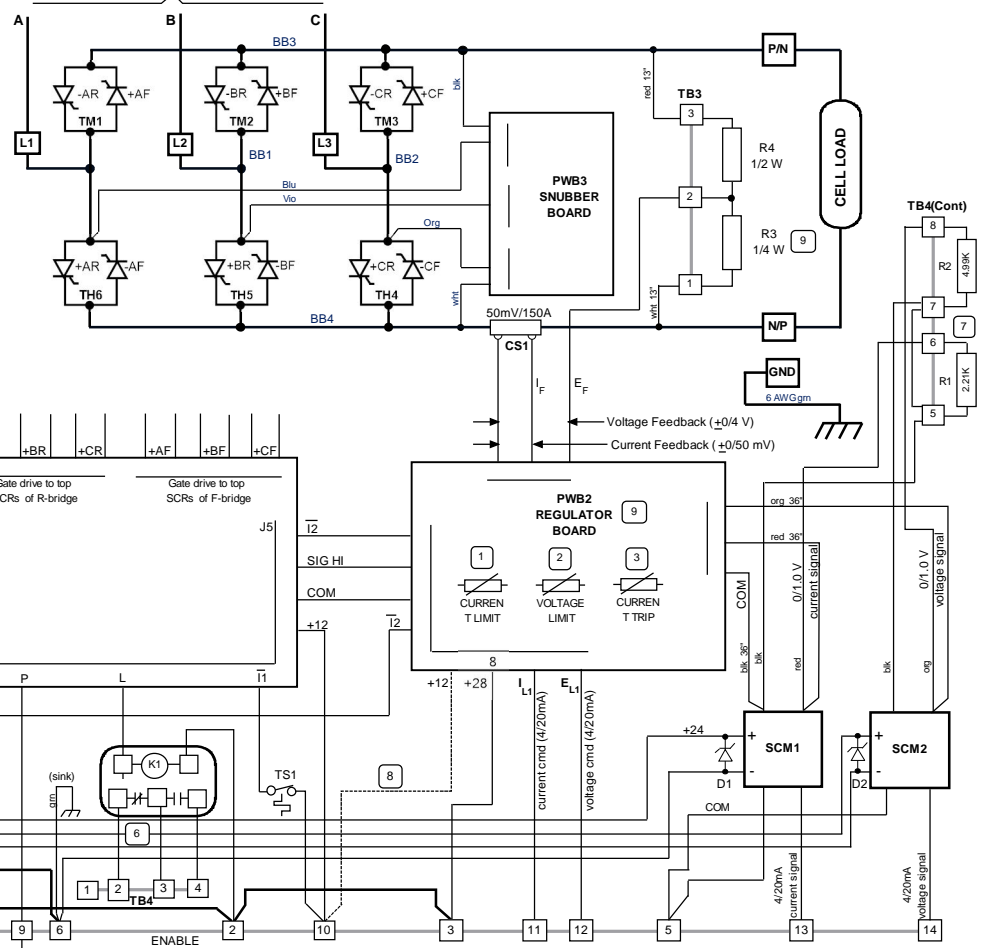 A
B
C
BB3
P/N
-AR
+AF
TM1
-BR
+BF
TM2
-CR
+CF
TM3
blk
red 13"
TB3
3
L1
L2
L3
BB1
BB2
R4
1/2 W
CELL LOAD
PWB3
SNUBBER
BOARD
Blu
Vio
Org
2
R3
1/4 W
9
TB4(Cont)
8
R2
4.99K
7
7
6
R1
2.21K
5
+AR
-AF
TH6
+BR
-BF
TH5
+CR
-CF
TH4
wht
wht 13"
1
BB4
50mV/150A
CS1
N/P
GND
6 AWG grn
I F
E F
Voltage Feedback (+0/4 V)
Current Feedback (+0/50 mV)
+BR
+CR
+AF
+BF
+CF
Gate drive to top
SCRs of R-bridge
Gate drive to top
SCRs of F-bridge
J5
I2
SIG HI
COM
+12
I2
PWB2
REGULATOR
BOARD
9
1
2
3
CURREN
T LIMIT
VOLTAGE
LIMIT
CURREN
T TRIP
8
org 36"
red 36"
COM
blk 36"
blk
0/1.0 V
current signal
red
0/1.0 V
voltage signal
blk
org
P
L
I1
+12
+28
I L1
E L1
current cmd (4/20mA)
voltage cmd (4/20mA)
+24
+
-
D1
SCM1
+
-
D2
SCM2
COM
K1
(sink)
grn
TS1
8
6
1
2
3
4
TB4
4/20mA
current signal
4/20mA
voltage signal
9
6
2
10
3
11
12
5
13
14
ENABLE